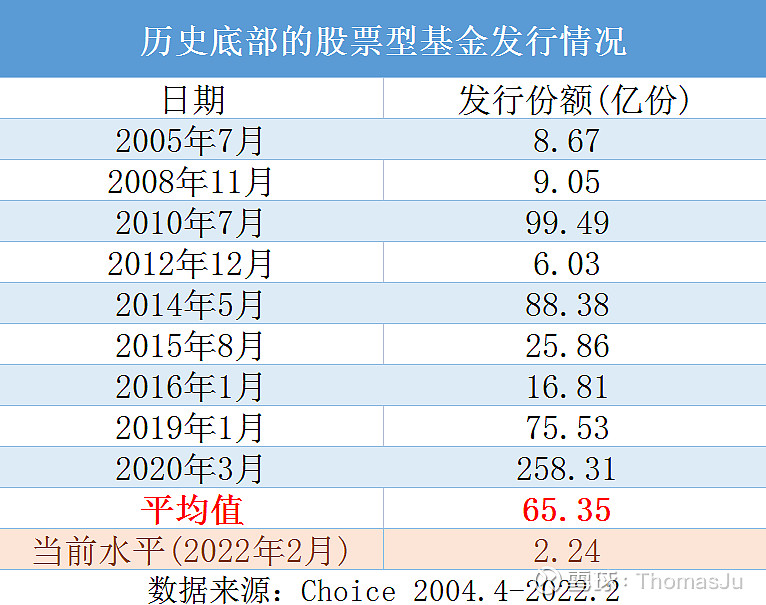 历史底部的股票型基金发行情况
日期 发行份额(亿份)
2005年7月 8.67
2008年11月 9.05
2010年7月 99.49
2012年12月 6.03
2014年5月 88.38
2015年8月 25.86
2016年1月 16.81
2019年1月 75.53
2020年3月 258.31
平均值 65.35
当前水平(2022年2月) 2.24
数据来源: Choice 2004.4-2022.2
雪球: ThomasJu